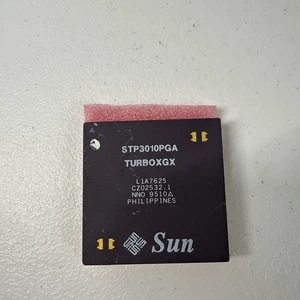 STP3010PGA
TURBOXGX
L1A7625
CZ02532.1
NNO 9510△
PHILIPPINES
Sun